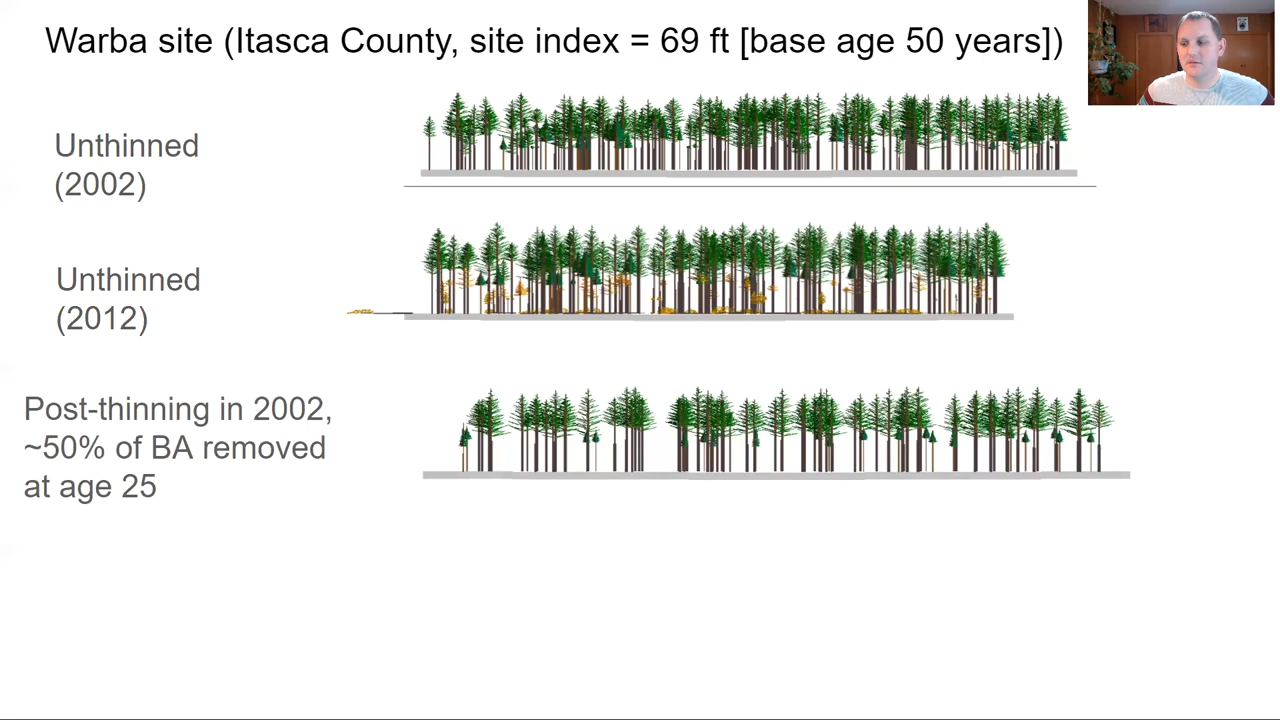 Warba site (Itasca County, site index = 69 ft [base age 50 years])
Unthinned
(2002)
Unthinned
(2012)
Post-thinning in 2002,
~50% of BA removed
at age 25